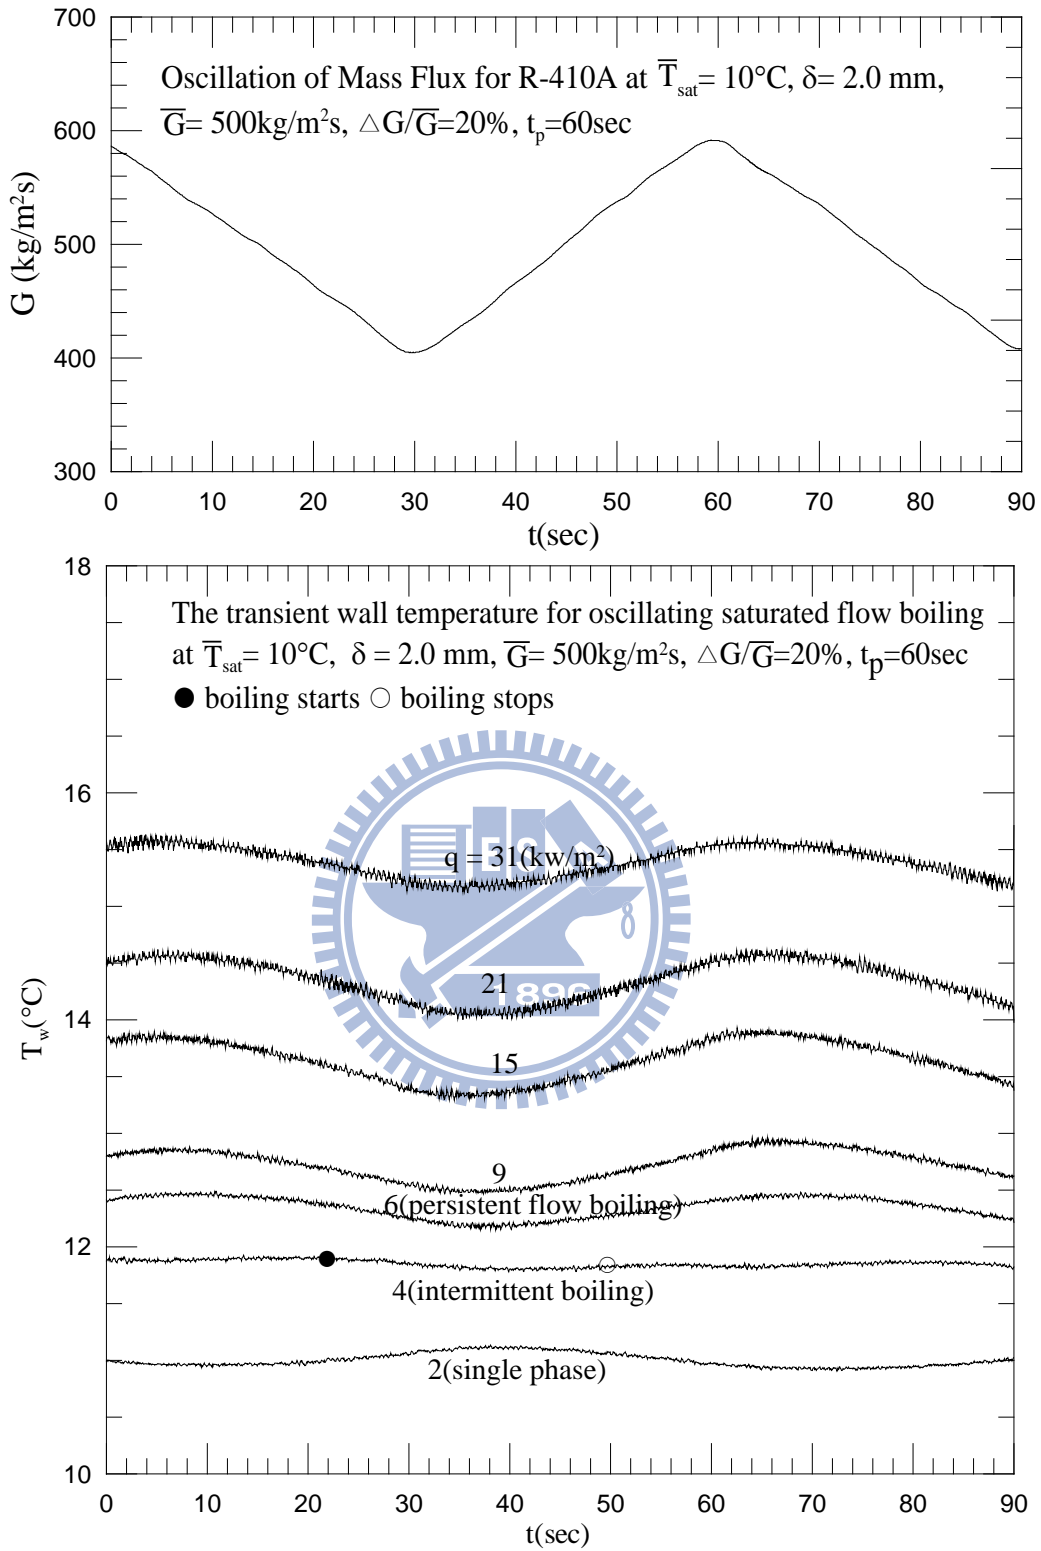 700
600
500
400
300
G (kg/m²s)
Oscillation of Mass Flux for R-410A at T̅sat= 10°C, δ= 2.0 mm,
G̅= 500kg/m²s, △G/G̅=20%, tp=60sec
0 10 20 30 40 50 60 70 80 90
t(sec)
18
16
14
12
10
Tw(°C)
The transient wall temperature for oscillating saturated flow boiling
at T̅sat= 10°C, δ = 2.0 mm, G̅= 500kg/m²s, △G/G̅=20%, tp=60sec
● boiling starts ○ boiling stops
q = 31(kw/m²)
21
1896
15
9
6(persistent flow boiling)
4(intermittent boiling)
2(single phase)
0 10 20 30 40 50 60 70 80 90
t(sec)